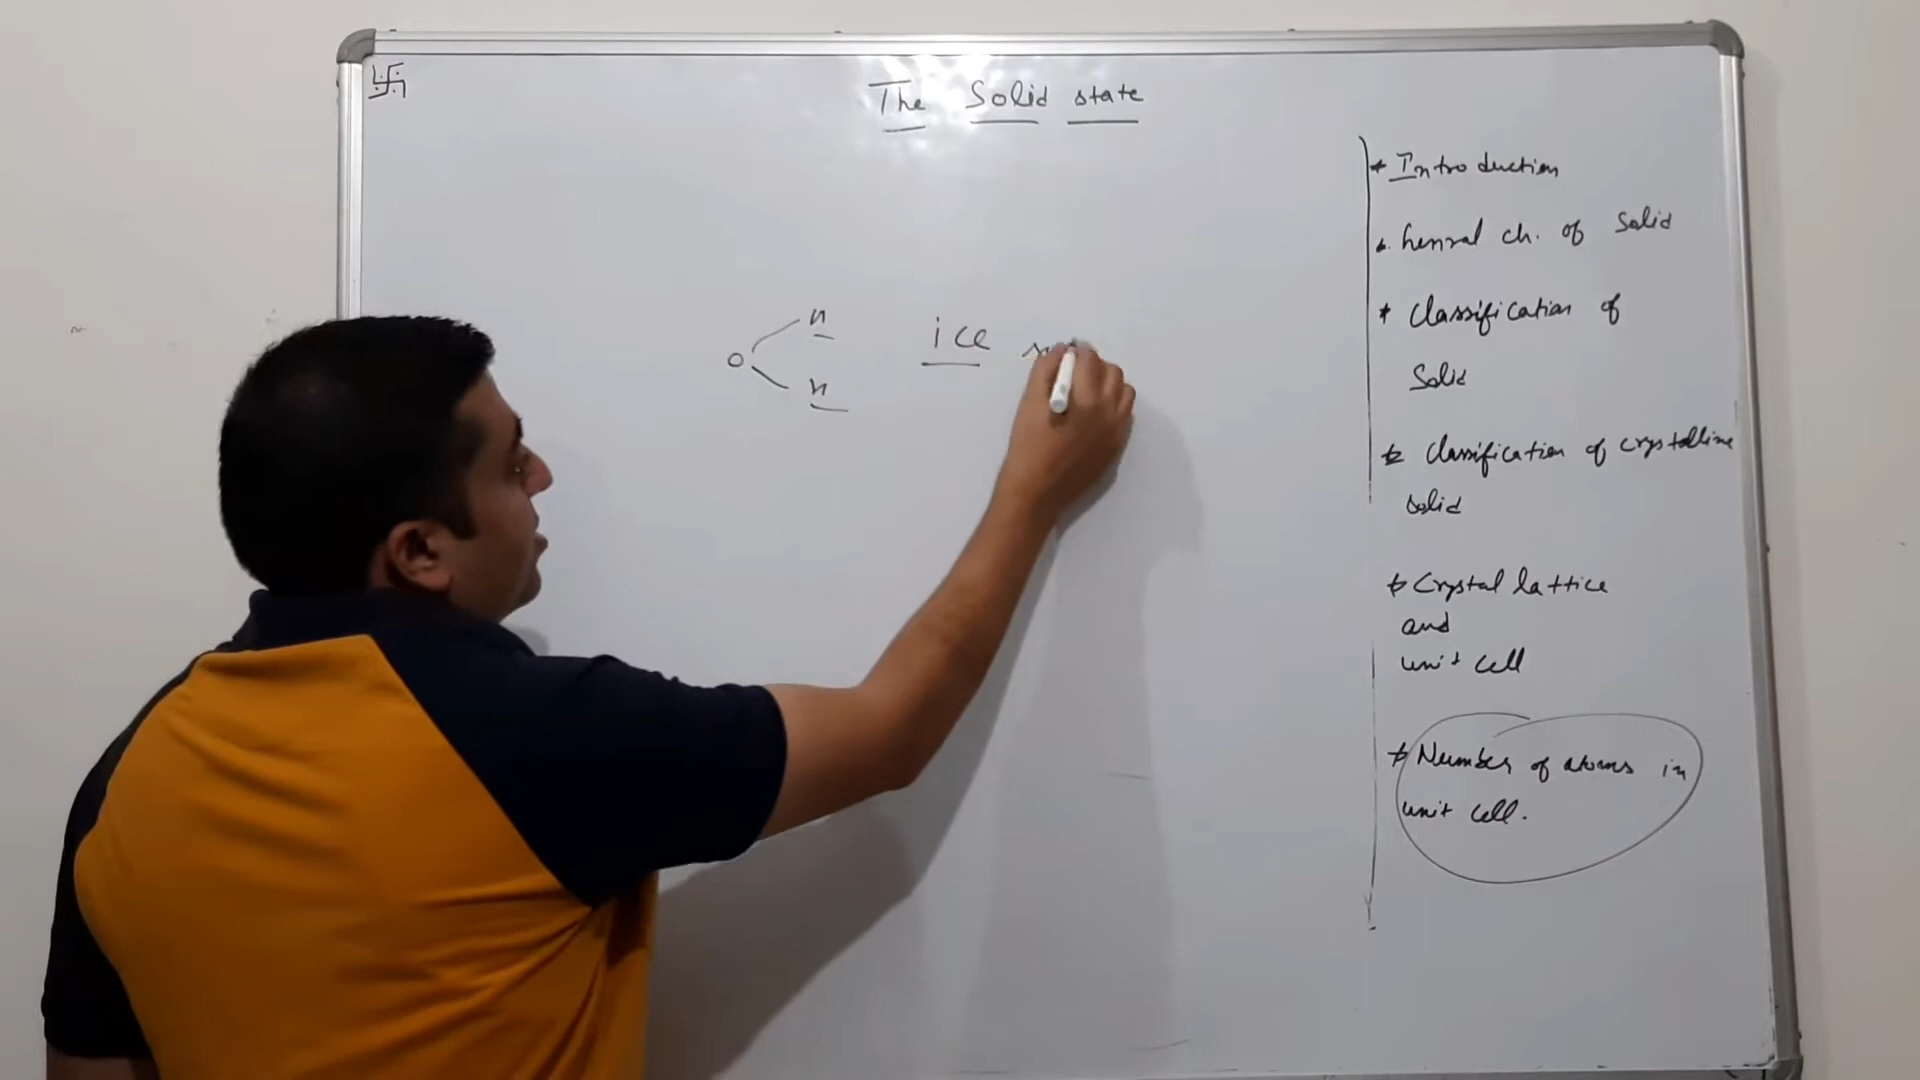 The Solid state
* Introduction
Genral ch. of Solid
* Classification of
Solid
* Classification of crystalline
solid
* Crystal lattice
and
unit cell
* Number of atoms in
unit cell.
H
O ice
H